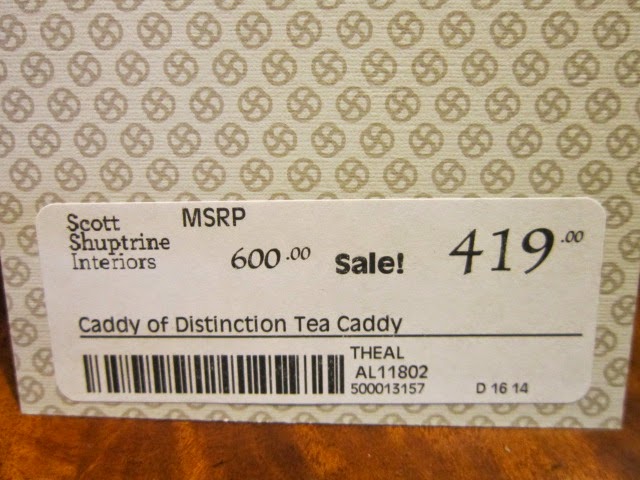 Scott
Shuptrine
Interiors
MSRP
600.00 Sale! 419.00
Caddy of Distinction Tea Caddy
THEAL
AL11802
500013157 D 16 14